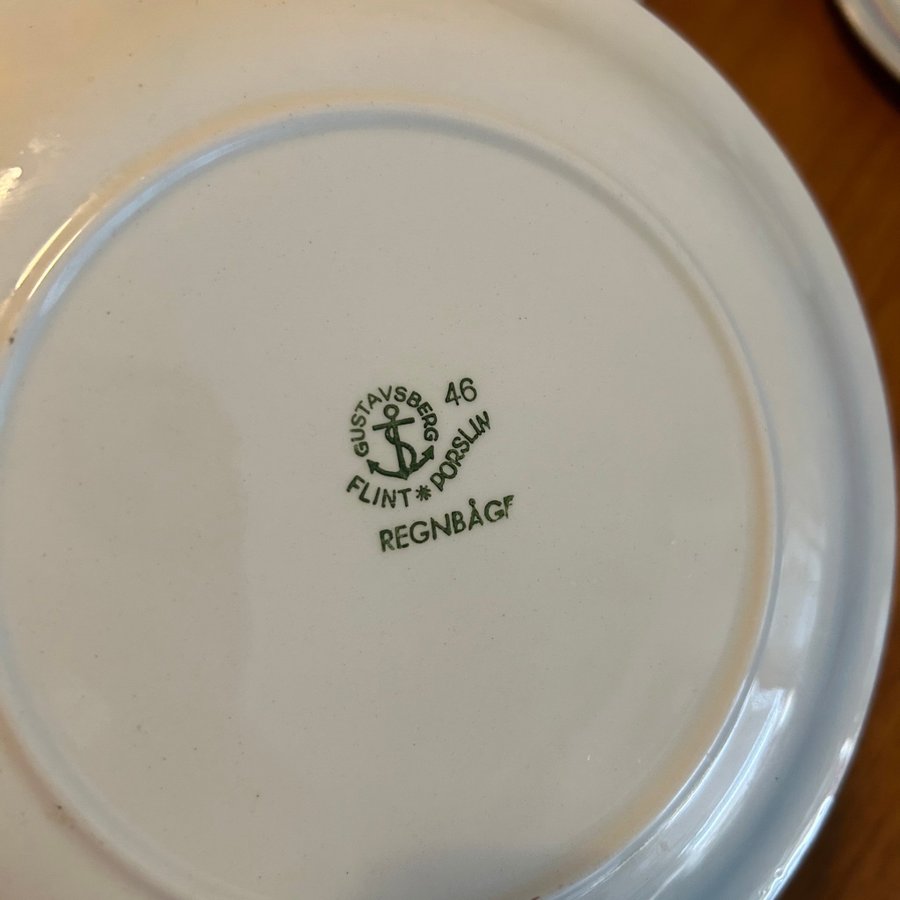 GUSTAVSBERG
46
FLINT * PORSLIN
REGNBÅGE